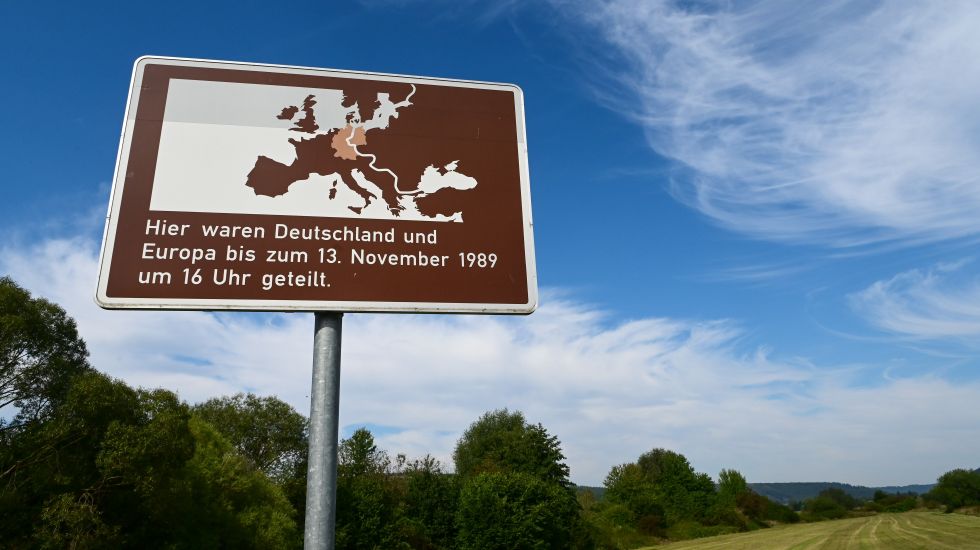 Hier waren Deutschland und
Europa bis zum 13. November 1989
um 16 Uhr geteilt.